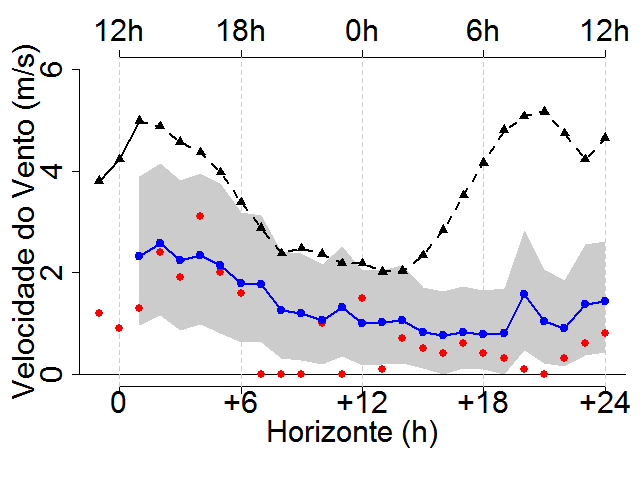 12h 18h 0h 6h 12h
Velocidade do Vento (m/s)
6
4
2
0
0 +6 +12 +18 +24
Horizonte (h)